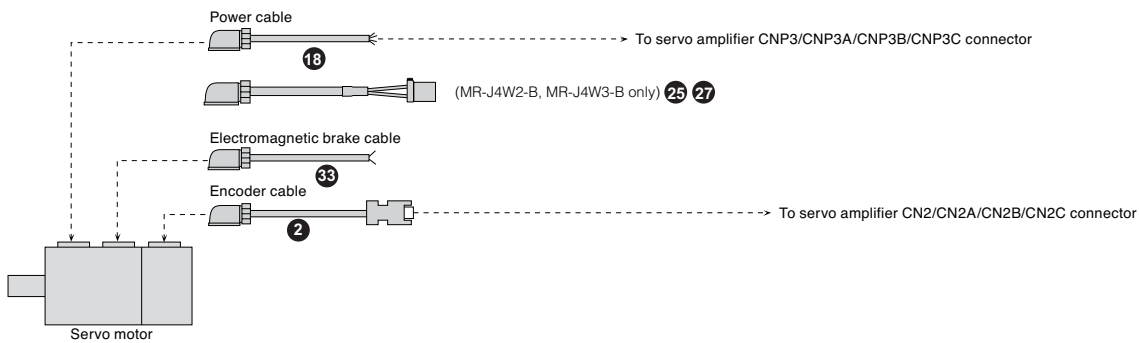 Power cable
To servo amplifier CNP3/CNP3A/CNP3B/CNP3C connector
18
(MR-J4W2-B, MR-J4W3-B only) 25 27
Electromagnetic brake cable
33
Encoder cable
To servo amplifier CN2/CN2A/CN2B/CN2C connector
2
Servo motor